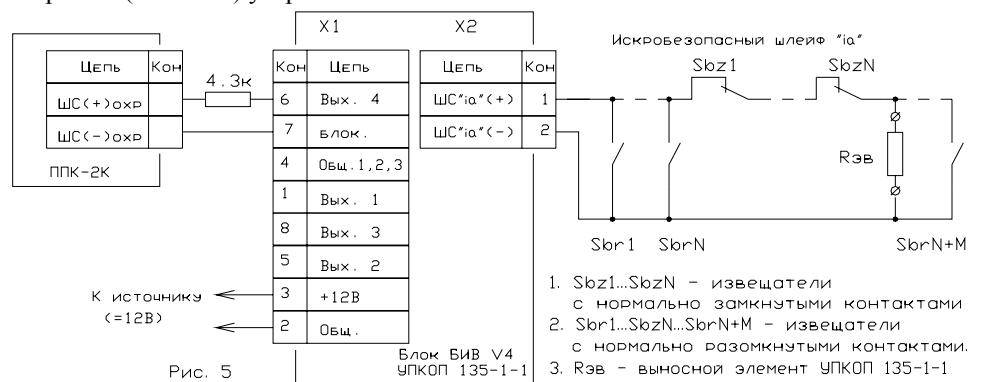 X1
X2
Искробезопасный шлейф "ia"
Цепь Кон
ШС(+)охр
ШС(-)охр
ППК-2К
4.3к
Кон Цепь
6 Вых. 4
7 Блок.
4 Общ.1,2,3
1 Вых. 1
8 Вых. 3
5 Вых. 2
3 +12В
2 Общ.
Цепь Кон
ШС"ia"(+) 1
ШС"ia"(-) 2
Sbz1
SbzN
Rэв
Sbr1
SbrN
SbrN+M
К источнику
(=12В)
Рис. 5
Блок БИВ V4
УПКОП 135-1-1
1. Sbz1...SbzN - извещатели
с нормально замкнутыми контактами
2. Sbr1...SbzN...SbrN+M - извещатели
с нормально разомкнутыми контактами.
3. Rэв - выносной элемент УПКОП 135-1-1